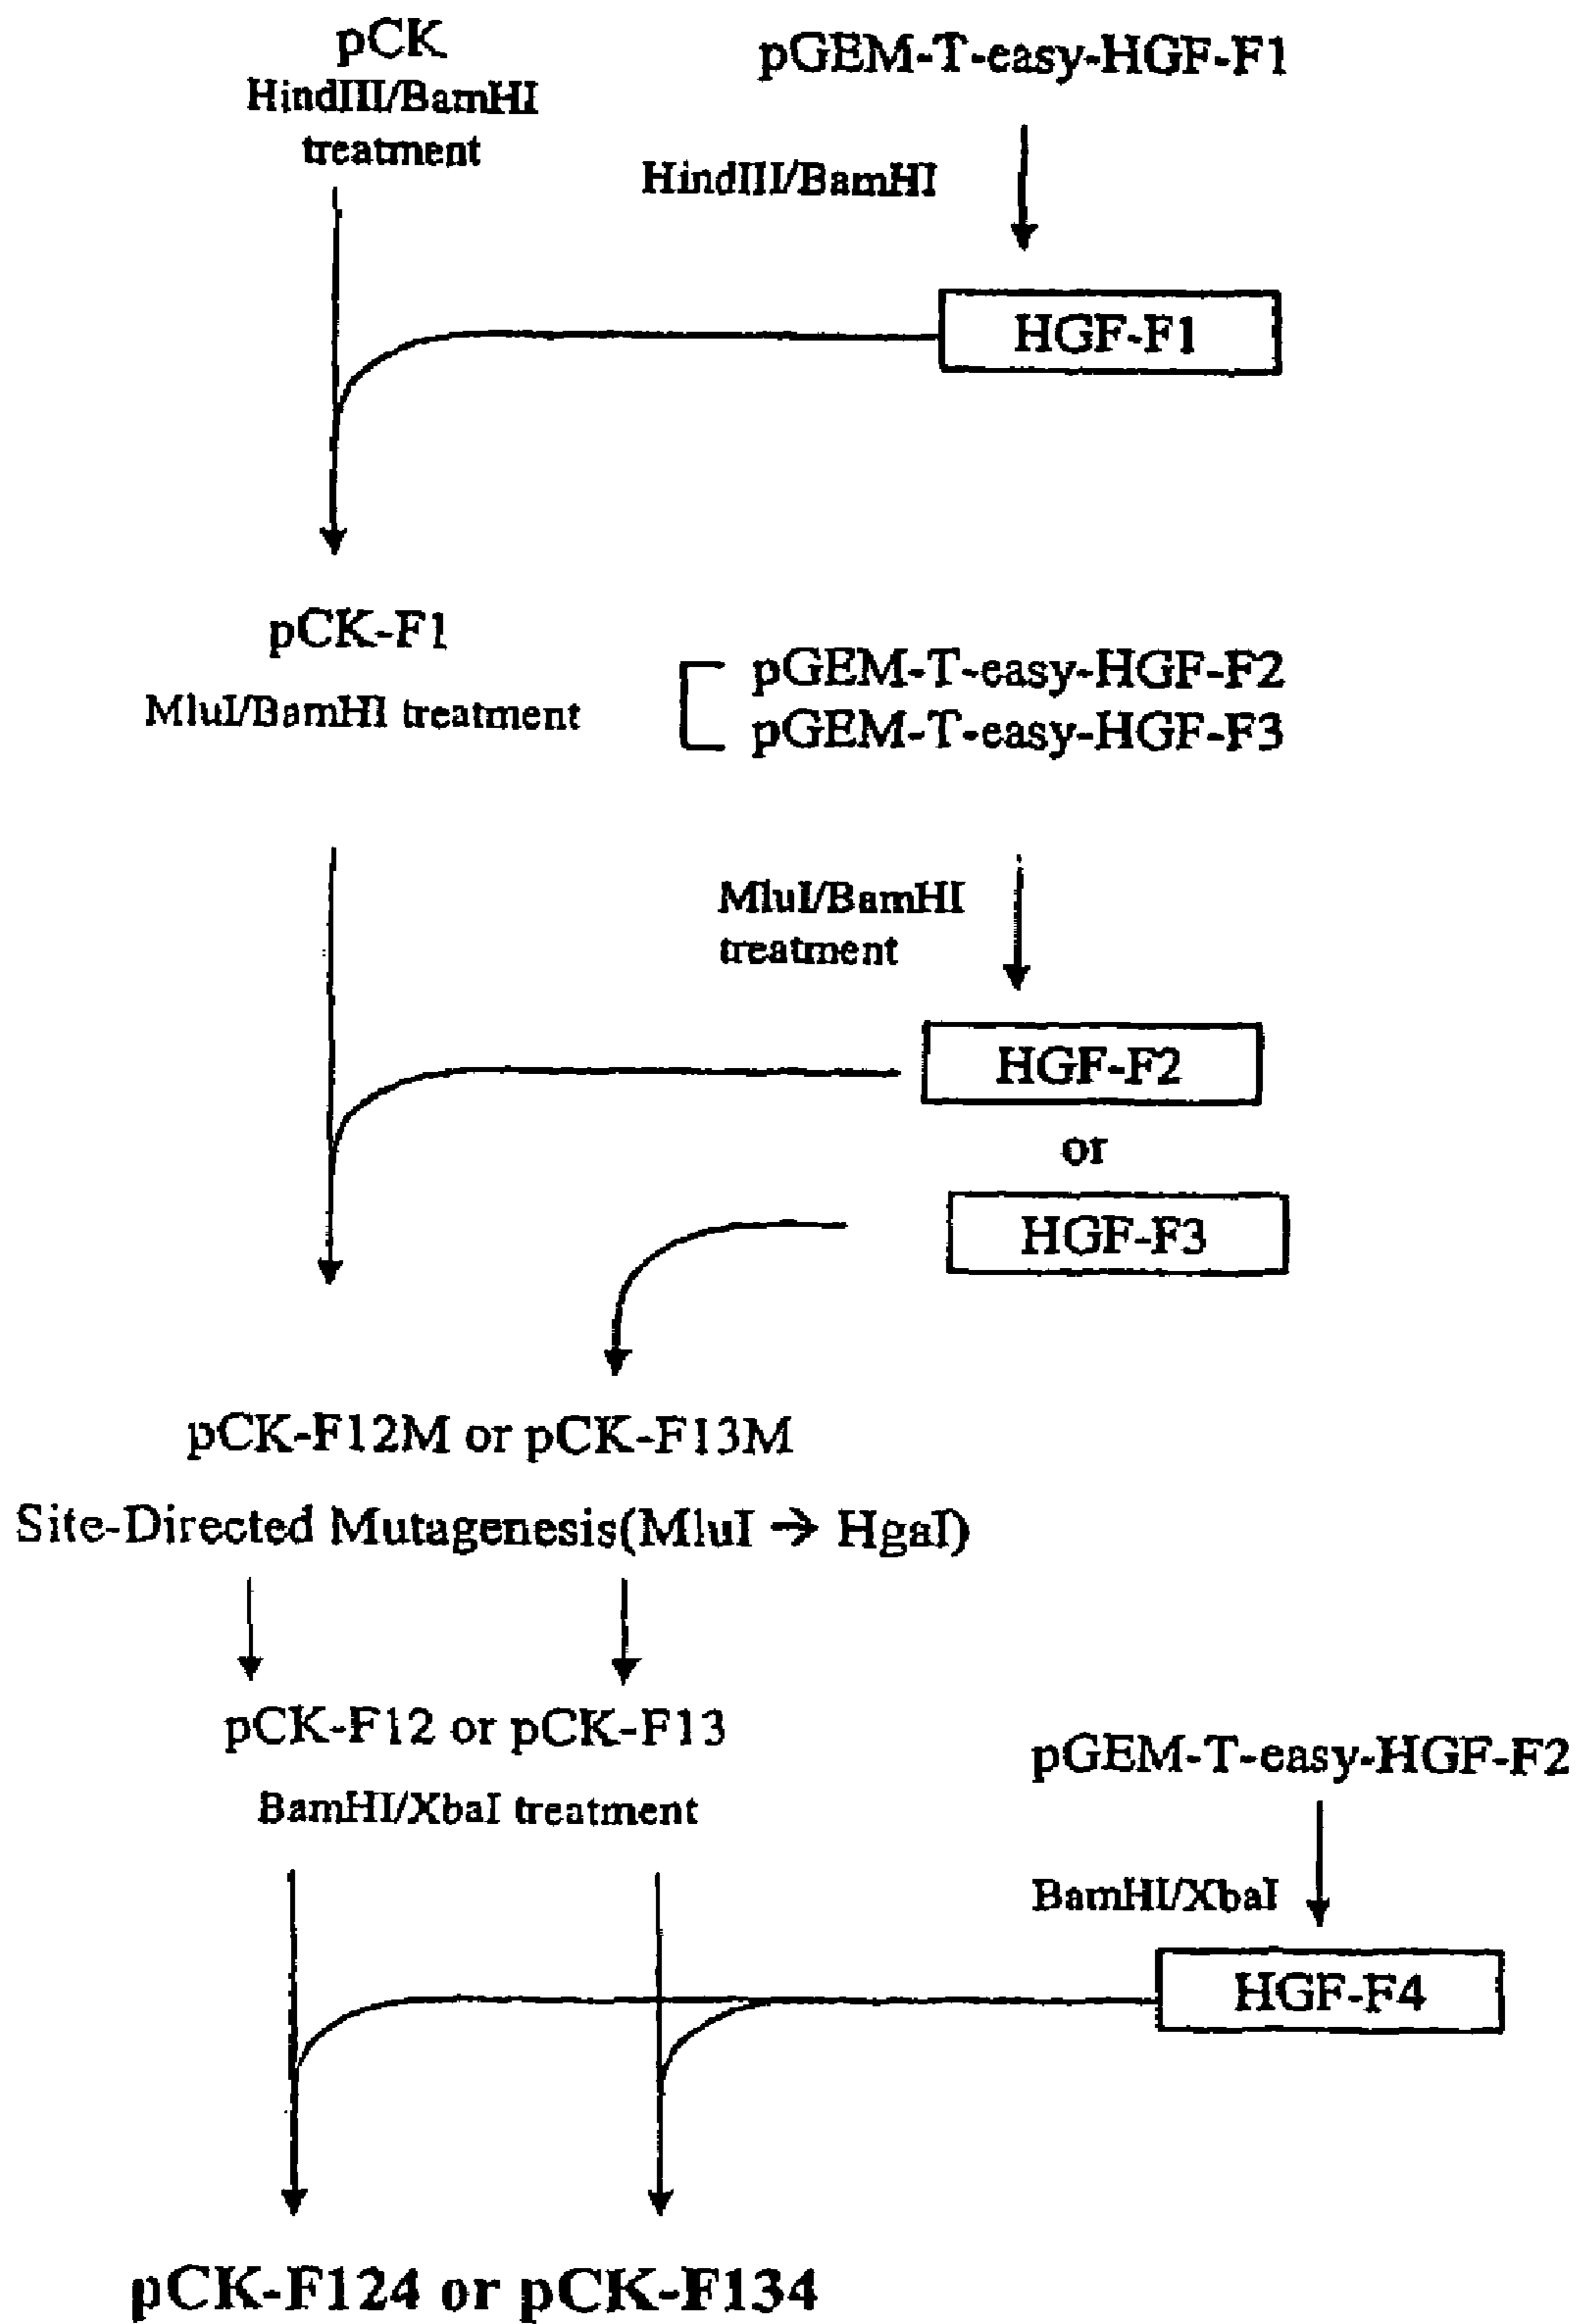 pCK
HindIII/BamHI
treatment
pGEM-T-easy-HGF-F1
HindIII/BamHI
HGF-F1
pCK-F1
MluI/BamHI treatment
pGEM-T-easy-HGF-F2
pGEM-T-easy-HGF-F3
MluI/BamHI
treatment
HGF-F2
or
HGF-F3
pCK-F12M or pCK-F13M
Site-Directed Mutagenesis(MluI → HgaI)
pCK-F12 or pCK-F13
BamHI/XbaI treatment
pGEM-T-easy-HGF-F2
BamHI/XbaI
HGF-F4
pCK-F124 or pCK-F134